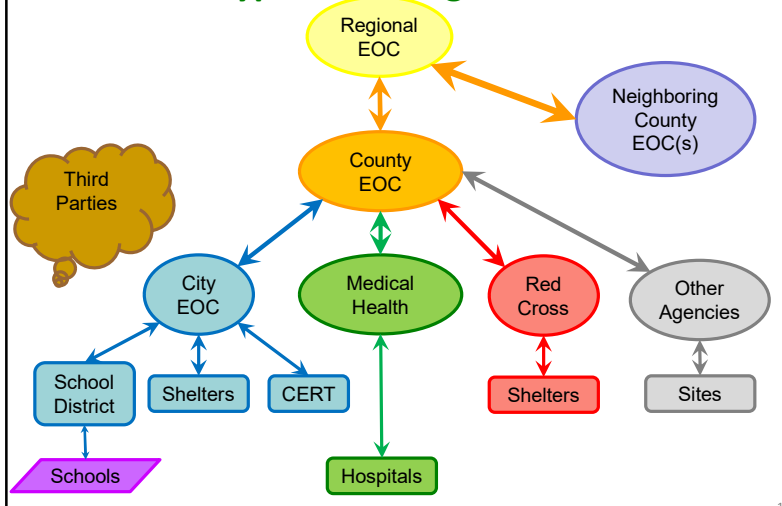 Regional
EOC
Neighboring
County
EOC(s)
County
EOC
Third
Parties
City
EOC
Medical
Health
Red
Cross
Other
Agencies
School
District
Shelters
CERT
Shelters
Sites
Schools
Hospitals
1